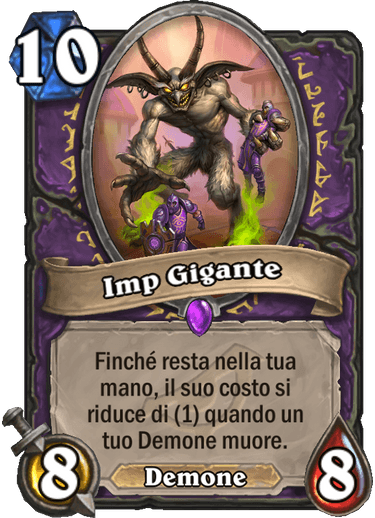 10
Imp Gigante
Finché resta nella tua
mano, il suo costo si
riduce di (1) quando un
tuo Demone muore.
8
Demone
8